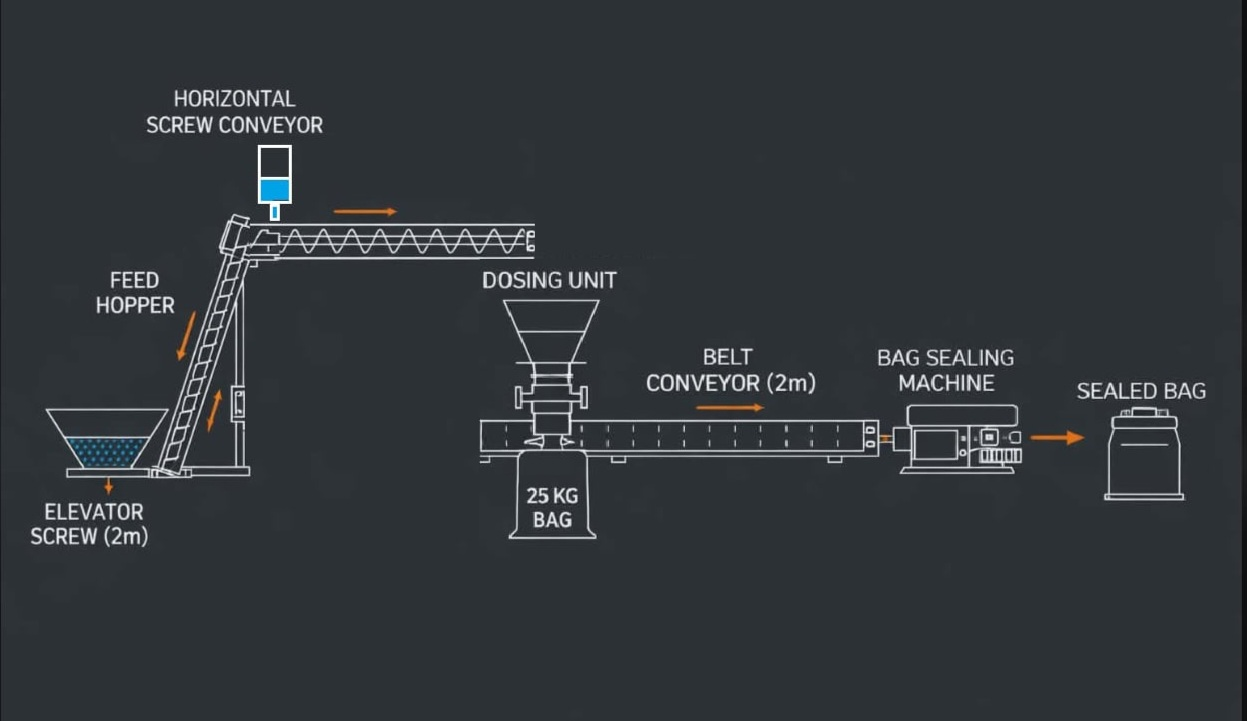 HORIZONTAL
SCREW CONVEYOR
FEED
HOPPER
DOSING UNIT
BELT
CONVEYOR (2m)
BAG SEALING
MACHINE
SEALED BAG
25 KG
BAG
ELEVATOR
SCREW (2m)